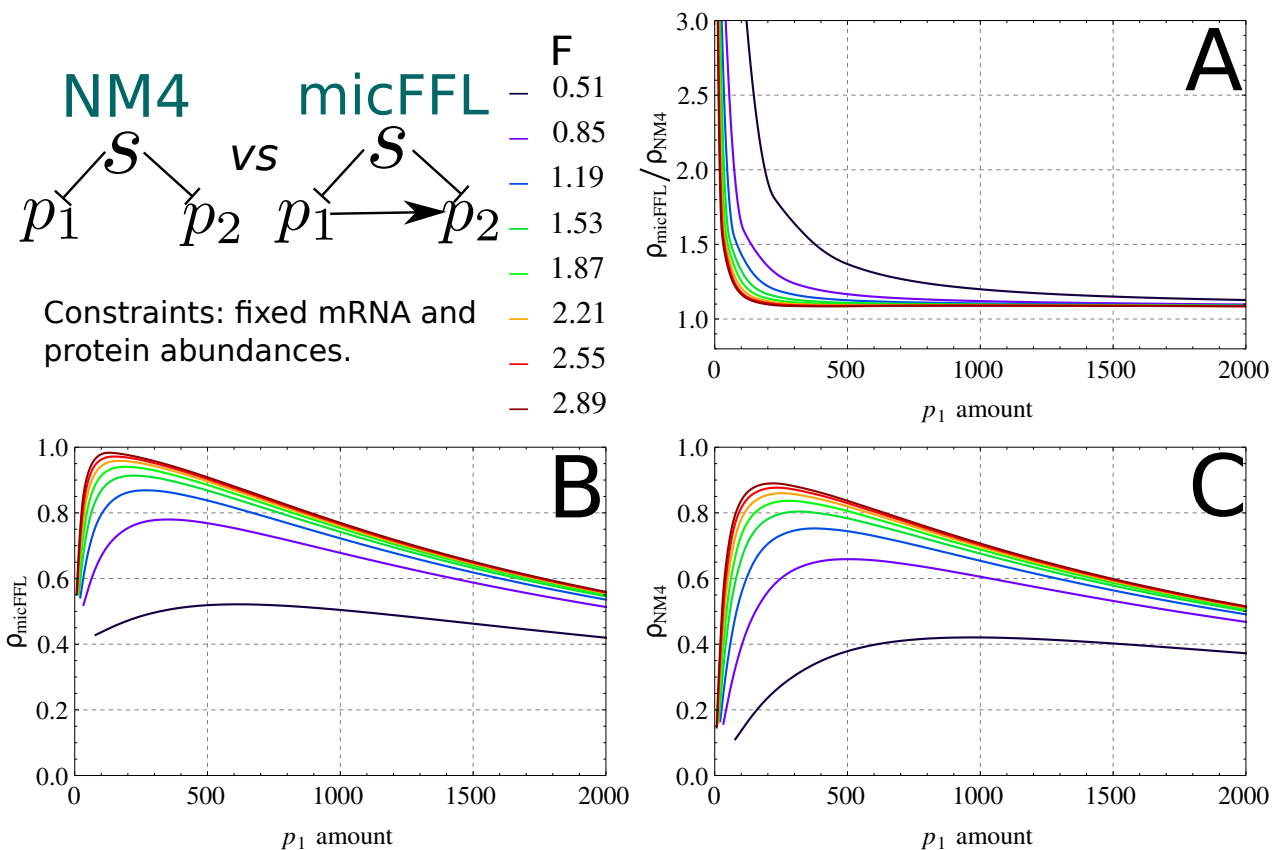 NM4
micFFL
S
vs
S
p1
p2
p1
p2
Constraints: fixed mRNA and
protein abundances.
F
0.51
0.85
1.19
1.53
1.87
2.21
2.55
2.89
A
ρmicFFL / ρNM4
3.0
2.5
2.0
1.5
1.0
0
500
1000
1500
2000
p1 amount
B
ρmicFFL
1.0
0.8
0.6
0.4
0.2
0.0
0
500
1000
1500
2000
p1 amount
C
ρNM4
1.0
0.8
0.6
0.4
0.2
0.0
0
500
1000
1500
2000
p1 amount